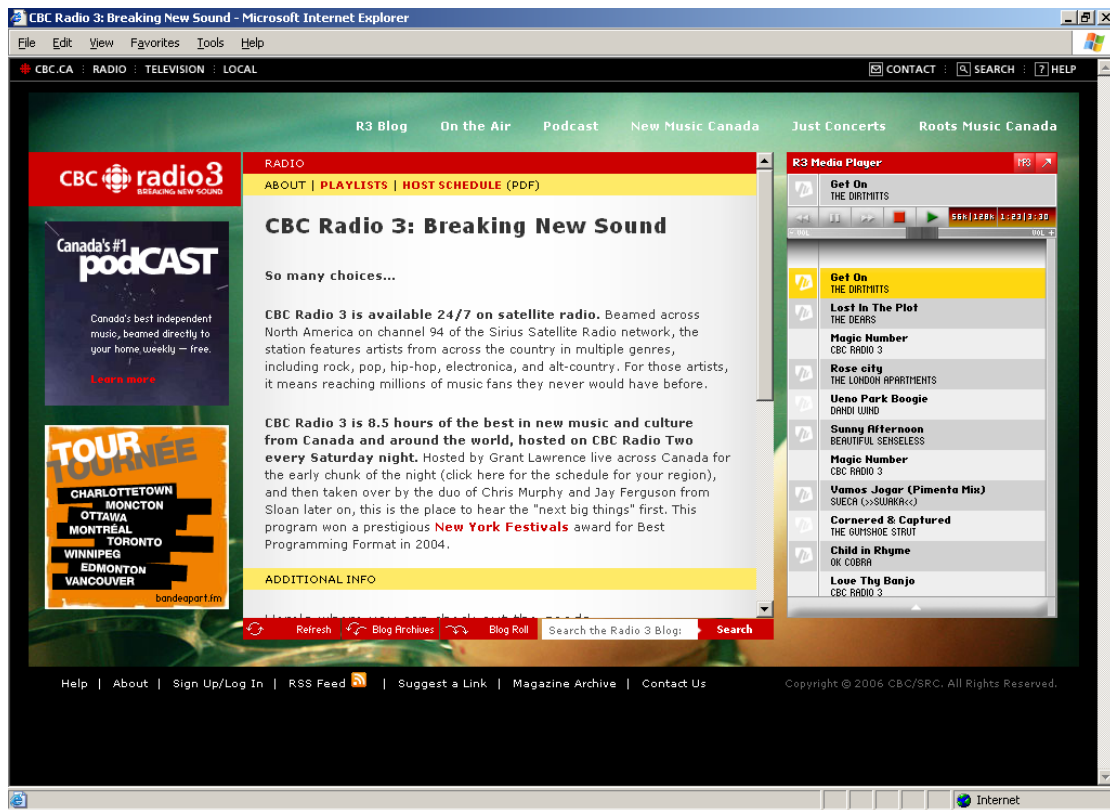 CBC Radio 3: Breaking New Sound - Microsoft Internet Explorer
File Edit View Favorites Tools Help
CBC.CA RADIO TELEVISION LOCAL
CONTACT SEARCH ? HELP
R3 Blog On the Air Podcast New Music Canada Just Concerts Roots Music Canada
CBC radio3
BREAKING NEW SOUND
Canada's #1
podCAST
Canada's best independent
music, beamed directly to
your home, weekly — free.
Learn more
TOUR
TOURNÉE
CHARLOTTETOWN
MONCTON
OTTAWA
MONTRÉAL
TORONTO
WINNIPEG
EDMONTON
VANCOUVER
bandeapart.fm
RADIO
ABOUT | PLAYLISTS | HOST SCHEDULE (PDF)
CBC Radio 3: Breaking New Sound
So many choices...
CBC Radio 3 is available 24/7 on satellite radio. Beamed across
North America on channel 94 of the Sirius Satellite Radio network, the
station features artists from across the country in multiple genres,
including rock, pop, hip-hop, electronica, and alt-country. For those artists,
it means reaching millions of music fans they never would have before.
CBC Radio 3 is 8.5 hours of the best in new music and culture
from Canada and around the world, hosted on CBC Radio Two
every Saturday night. Hosted by Grant Lawrence live across Canada for
the early chunk of the night (click here for the schedule for your region),
and then taken over by the duo of Chris Murphy and Jay Ferguson from
Sloan later on, this is the place to hear the "next big things" first. This
program won a prestigious New York Festivals award for Best
Programming Format in 2004.
ADDITIONAL INFO
Here's where you can check out the goods
Refresh Blog Archives Blog Roll Search the Radio 3 Blog: Search
R3 Media Player MP3
Get On
THE DIRTMITTS
56k|128k 1:23|3:30
- VOL VOL +
Get On
THE DIRTMITTS
Lost In The Plot
THE DEARS
Magic Number
CBC RADIO 3
Rose city
THE LONDON APARTMENTS
Ueno Park Boogie
DANDI WIND
Sunny Afternoon
BEAUTIFUL SENSELESS
Magic Number
CBC RADIO 3
Vamos Jogar (Pimenta Mix)
SUECA (>>SWAKA<<)
Cornered & Captured
THE GUMSHOE STRUT
Child in Rhyme
OK COBRA
Love Thy Banjo
CBC RADIO 3
Help | About | Sign Up/Log In | RSS Feed | Suggest a Link | Magazine Archive | Contact Us
Copyright © 2006 CBC/SRC. All Rights Reserved.
Internet